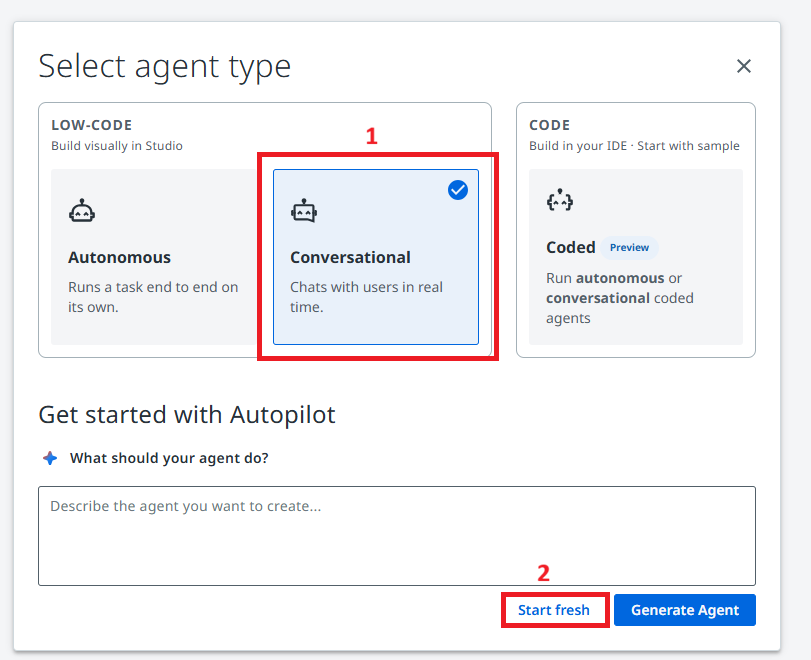 Select agent type
LOW-CODE
Build visually in Studio
1
Autonomous
Runs a task end to end on
its own.
Conversational
Chats with users in real
time.
CODE
Build in your IDE · Start with sample
Coded Preview
Run autonomous or
conversational coded
agents
Get started with Autopilot
What should your agent do?
Describe the agent you want to create...
2
Start fresh
Generate Agent